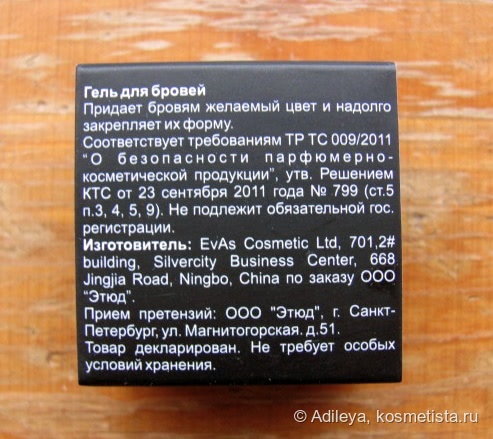 Гель для бровей
Придает бровям желаемый цвет и надолго
закрепляет их форму.
Соответствует требованиям ТР ТС 009/2011
"О безопасности парфюмерно-
косметической продукции", утв. Решением
КТС от 23 сентября 2011 года № 799 (ст.5
п.3, 4, 5, 9). Не подлежит обязательной гос.
регистрации.
Изготовитель: EvAs Cosmetic Ltd, 701,2#
building, Silvercity Business Center, 668
Jingjia Road, Ningbo, China по заказу ООО
"Этюд".
Прием претензий: ООО "Этюд", г. Санкт-
Петербург, ул. Магнитогорская. д.51.
Товар декларирован. Не требует особых
условий хранения.
© Adileya, kosmetista.ru